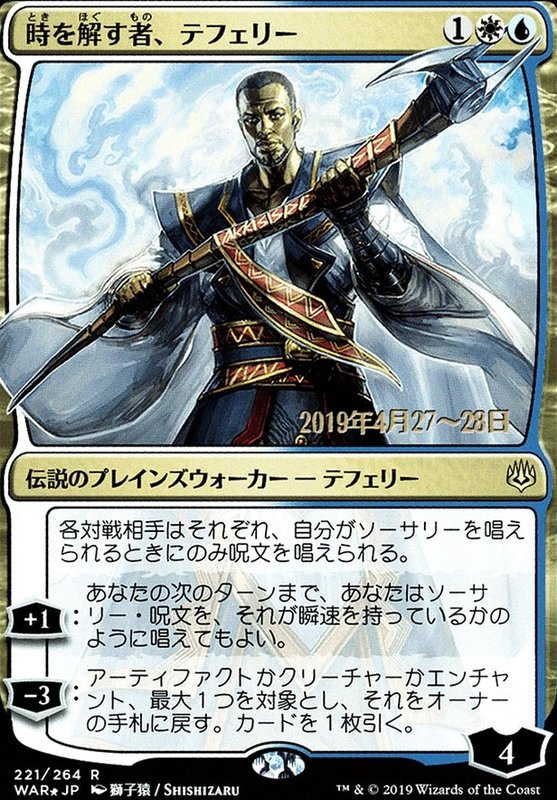 とき ほぐ もの
時を解す者、テフェリー 1
2019年4月27〜28日
伝説のプレインズウォーカー — テフェリー
各対戦相手はそれぞれ、自分がソーサリーを唱え
られるときにのみ呪文を唱えられる。
+1 : あなたの次のターンまで、あなたはソーサ
リー・呪文を、それが瞬速を持っているかの
ように唱えてもよい。
-3 : アーティファクトかクリーチャーかエンチャ
ント、最大１つを対象とし、それをオーナー
の手札に戻す。カードを１枚引く。
4
221/264 R
WAR★JP 獅子猿/Shishizaru
™ & © 2019 Wizards of the Coast